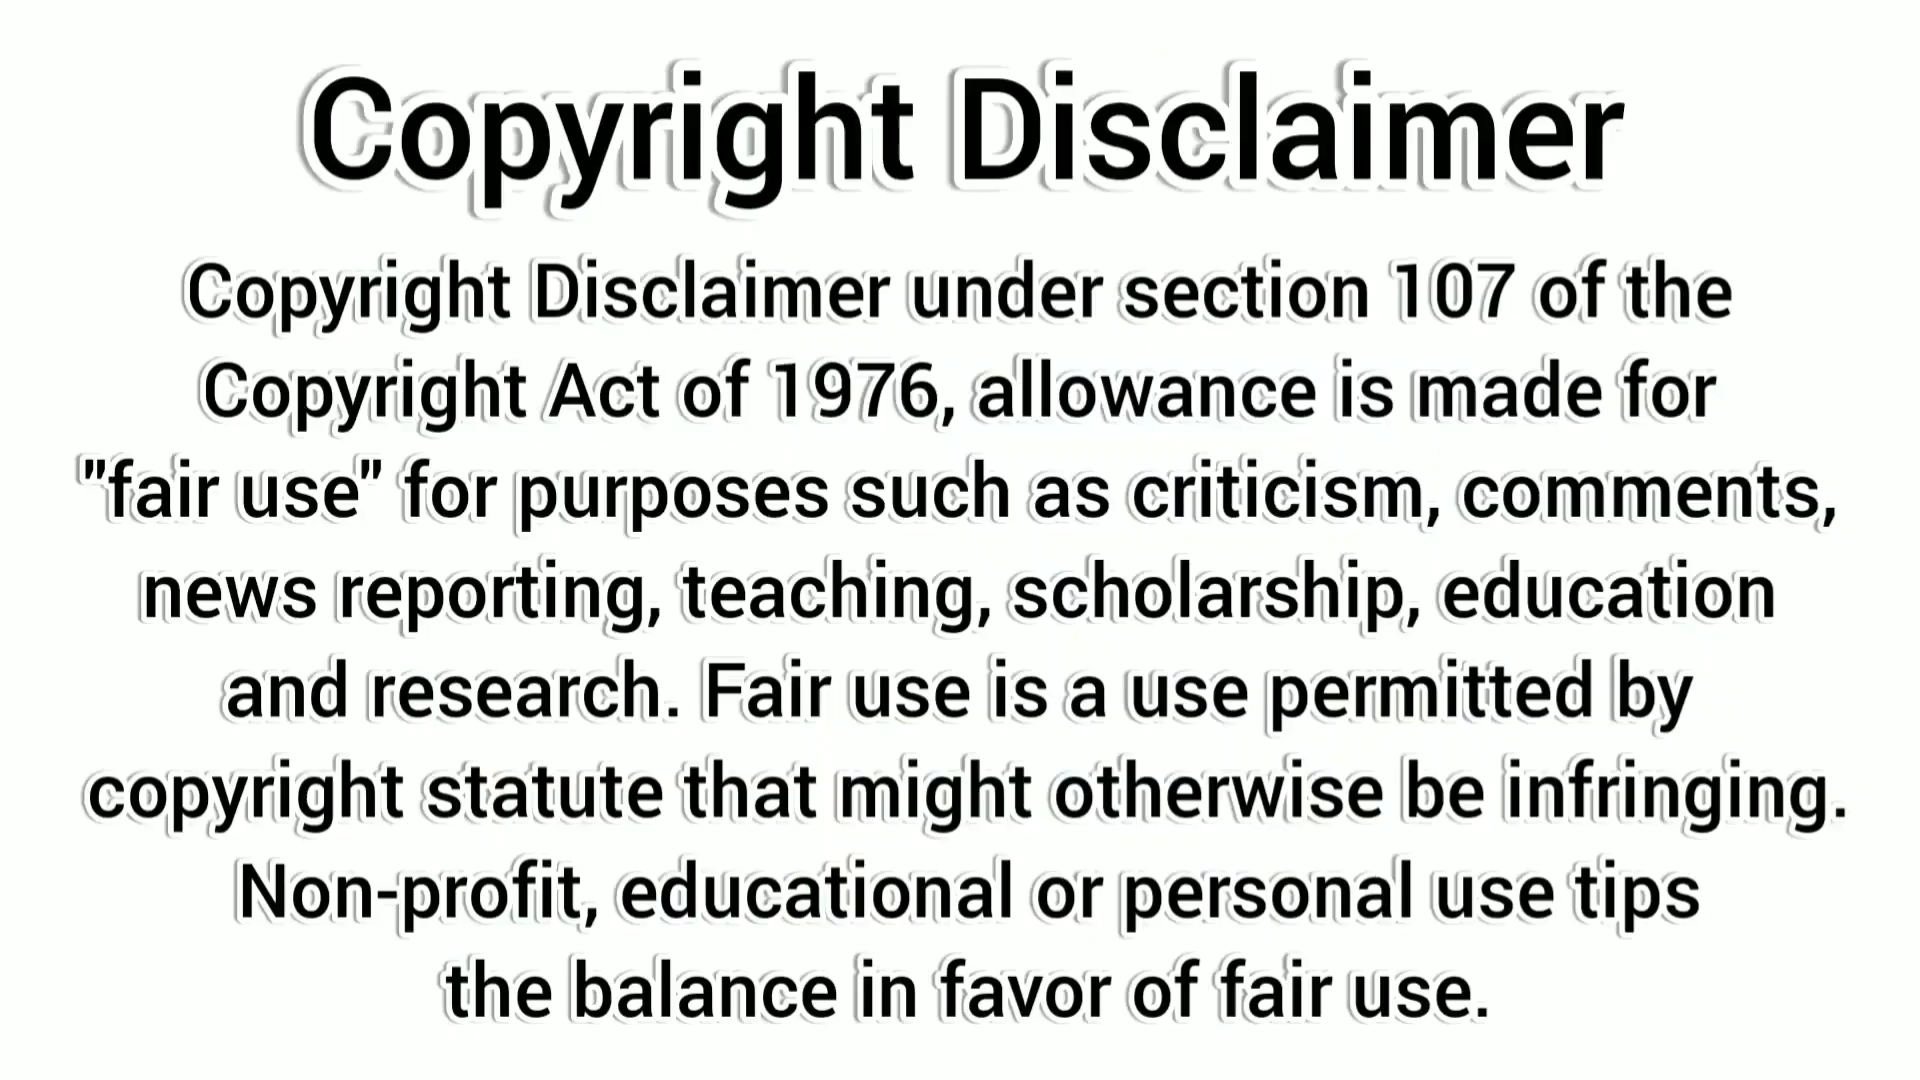 Copyright Disclaimer
Copyright Disclaimer under section 107 of the
Copyright Act of 1976, allowance is made for
"fair use" for purposes such as criticism, comments,
news reporting, teaching, scholarship, education
and research. Fair use is a use permitted by
copyright statute that might otherwise be infringing.
Non-profit, educational or personal use tips
the balance in favor of fair use.